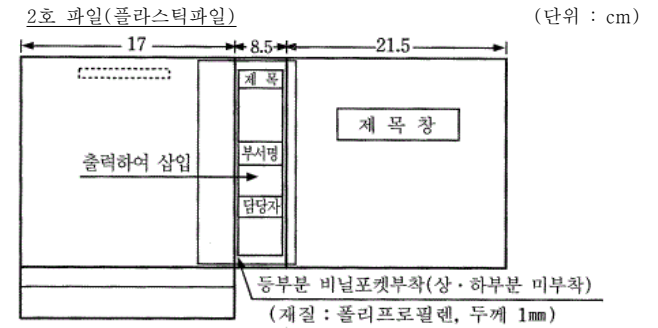 2호 파일(플라스틱파일) (단위 : cm)
17 8.5 21.5
제 목
제 목 창
부서명
출력하여 삽입
담당자
등부분 비닐포켓부착(상·하부분 미부착)
(재질 : 폴리프로필렌, 두께 1㎜)